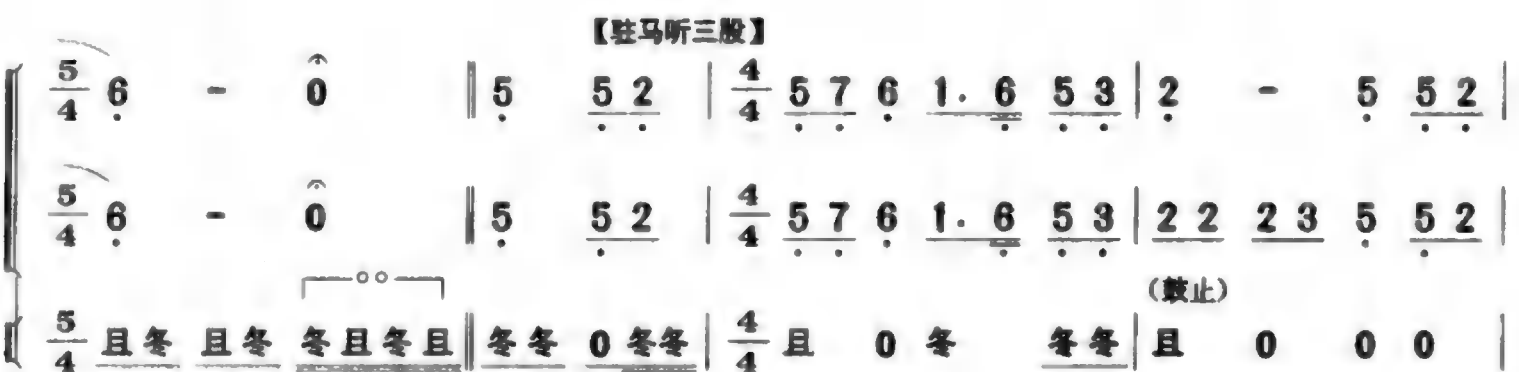 【驻马听三股】
5/4 6 - 0 ‖ 5 5 2 | 4/4 5 7 6 1. 6 5 3 | 2 - 5 5 2 |
5/4 6 - 0 ‖ 5 5 2 | 4/4 5 7 6 1. 6 5 3 | 2 2 2 3 5 5 2 |
(鼓止)
5/4 且冬 且冬 冬且冬且 ‖ 冬冬 0 冬冬 | 4/4 且 0 冬 冬冬 | 且 0 0 0 |